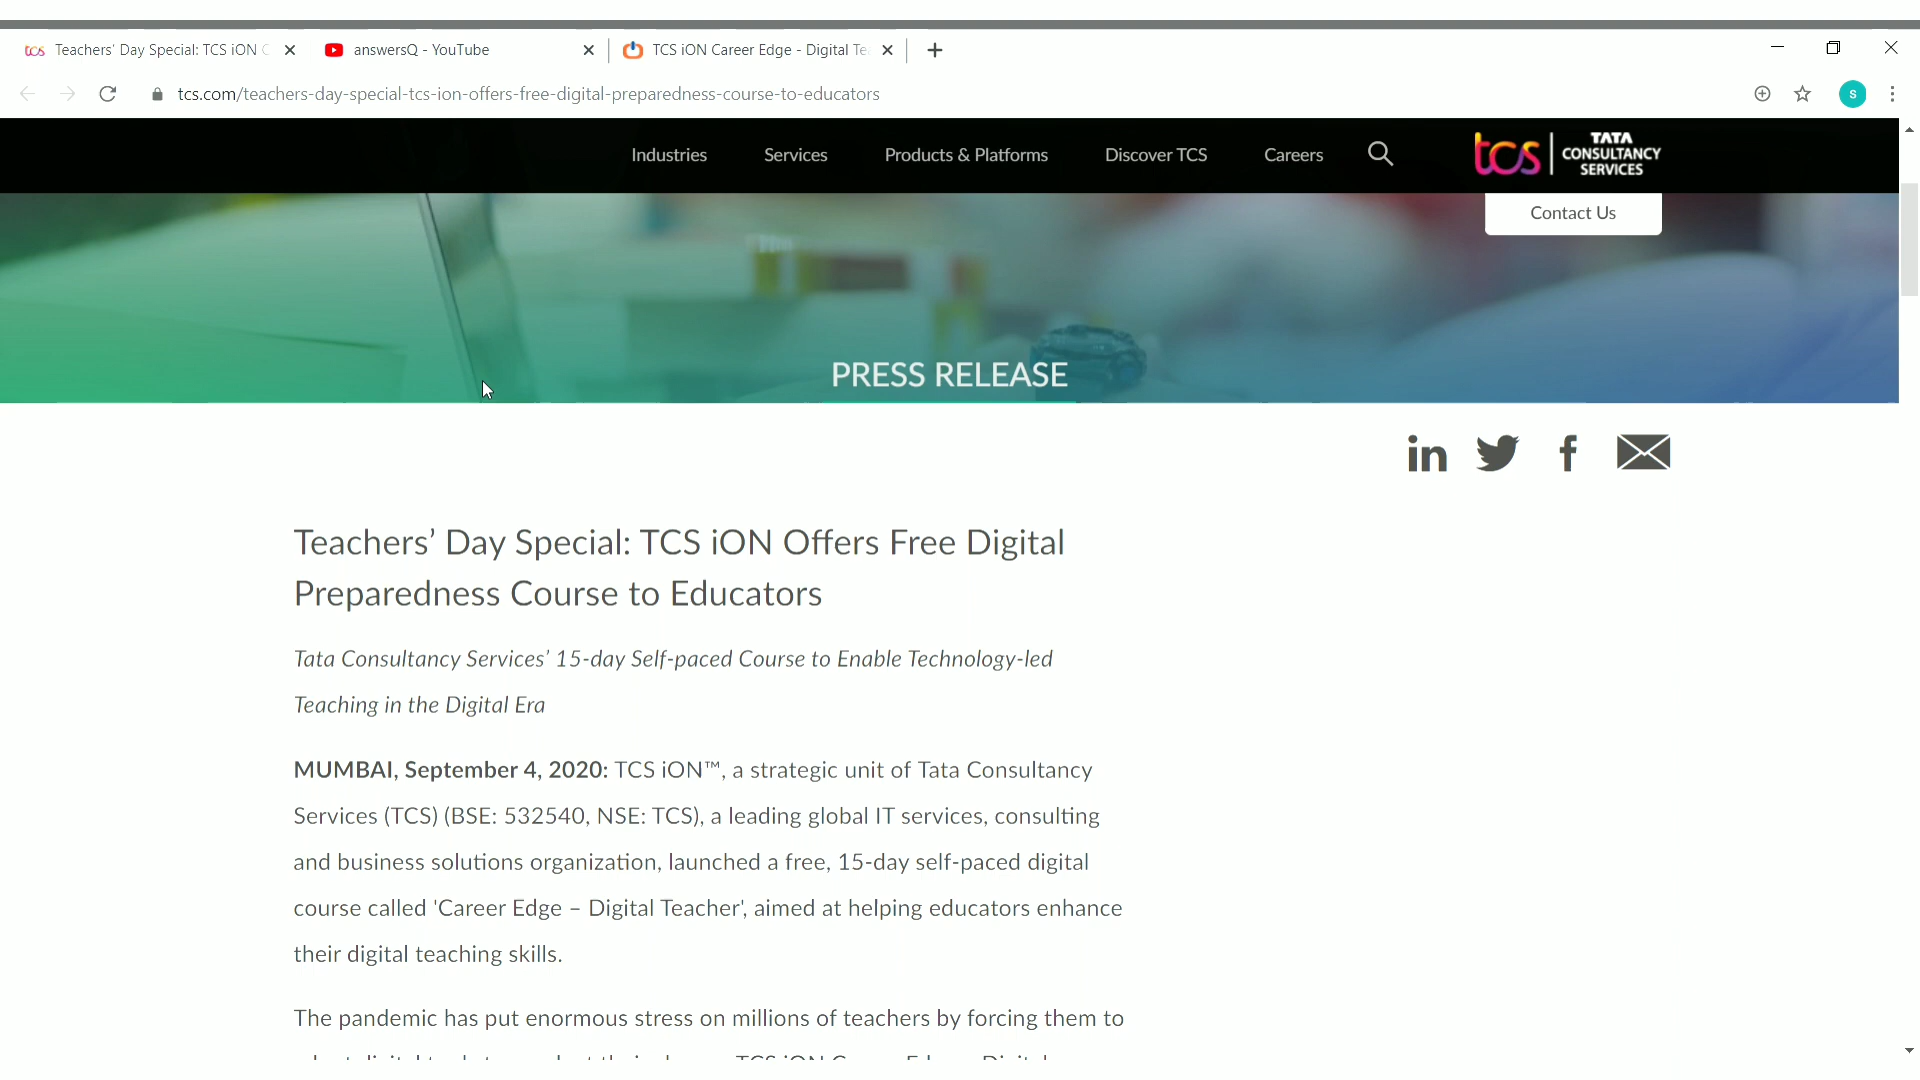 tcs Teachers' Day Special: TCS iON
answersQ - YouTube
TCS iON Career Edge - Digital Te
tcs.com/teachers-day-special-tcs-ion-offers-free-digital-preparedness-course-to-educators
s
Industries
Services
Products & Platforms
Discover TCS
Careers
tcs
TATA
CONSULTANCY
SERVICES
Contact Us
PRESS RELEASE
in
f
Teachers’ Day Special: TCS iON Offers Free Digital
Preparedness Course to Educators
Tata Consultancy Services’ 15-day Self-paced Course to Enable Technology-led
Teaching in the Digital Era
MUMBAI, September 4, 2020: TCS iON™, a strategic unit of Tata Consultancy
Services (TCS) (BSE: 532540, NSE: TCS), a leading global IT services, consulting
and business solutions organization, launched a free, 15-day self-paced digital
course called 'Career Edge – Digital Teacher', aimed at helping educators enhance
their digital teaching skills.
The pandemic has put enormous stress on millions of teachers by forcing them to